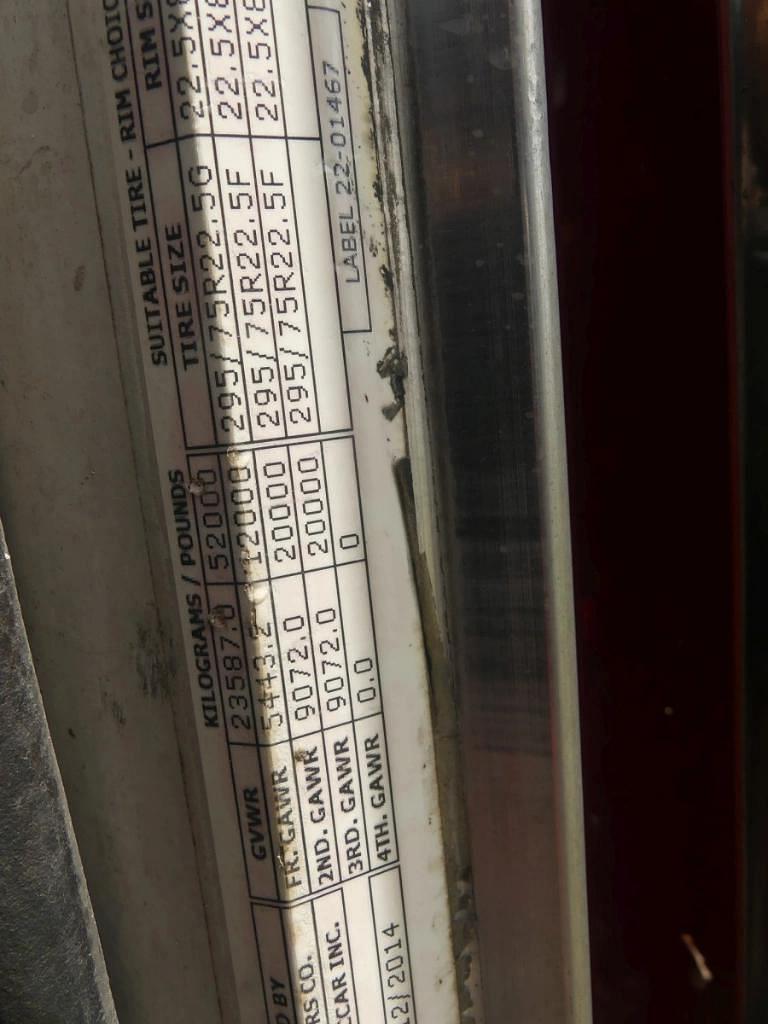 SUITABLE TIRE - RIM CHOIC
KILOGRAMS / POUNDS TIRE SIZE RIM S
GVWR 23587.0 52000
FR. GAWR 5443.2 12000 295/75R22.5G 22.5X8
2ND. GAWR 9072.0 20000 295/75R22.5F 22.5X8
3RD. GAWR 9072.0 20000 295/75R22.5F 22.5X8
4TH. GAWR 0.0 0
D BY
RS CO.
CCAR INC.
12/2014
LABEL 22-01467